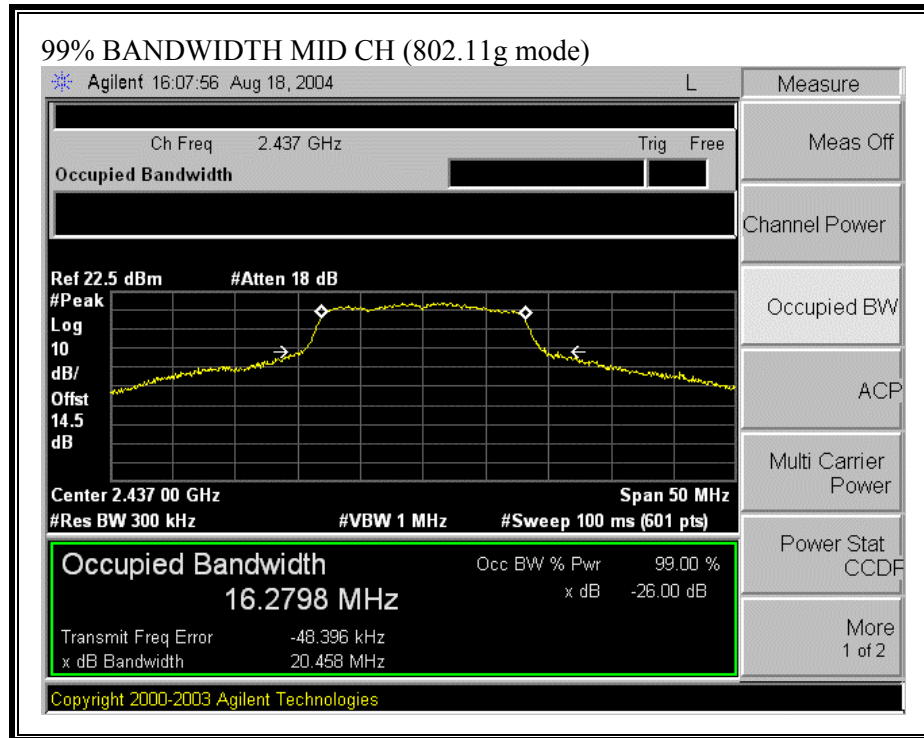 99% BANDWIDTH MID CH (802.11g mode)
Agilent 16:07:56 Aug 18, 2004 L
Measure
Ch Freq 2.437 GHz Trig Free
Occupied Bandwidth
Meas Off
Channel Power
Ref 22.5 dBm #Atten 18 dB
#Peak
Log
10
dB/
Offst
14.5
dB
Occupied BW
ACP
Multi Carrier
Power
Center 2.437 00 GHz Span 50 MHz
#Res BW 300 kHz #VBW 1 MHz #Sweep 100 ms (601 pts)
Occupied Bandwidth Occ BW % Pwr 99.00 %
16.2798 MHz x dB -26.00 dB
Transmit Freq Error -48.396 kHz
x dB Bandwidth 20.458 MHz
Power Stat
CCDF
More
1 of 2
Copyright 2000-2003 Agilent Technologies